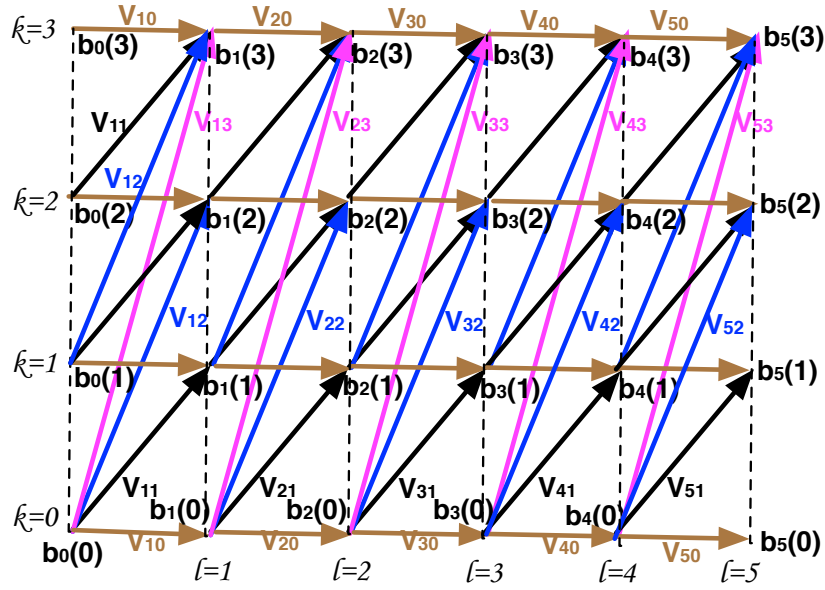 V10 V20 V30 V40 V50
k=3 b0(3) b1(3) b2(3) b3(3) b4(3) b5(3)
V11 V13 V23 V33 V43 V53
V12
k=2 b0(2) b1(2) b2(2) b3(2) b4(2) b5(2)
V12 V22 V32 V42 V52
k=1 b0(1) b1(1) b2(1) b3(1) b4(1) b5(1)
V11 V21 V31 V41 V51
k=0 b1(0) b2(0) b3(0) b4(0)
b0(0) V10 V20 V30 V40 V50 b5(0)
l=1 l=2 l=3 l=4 l=5